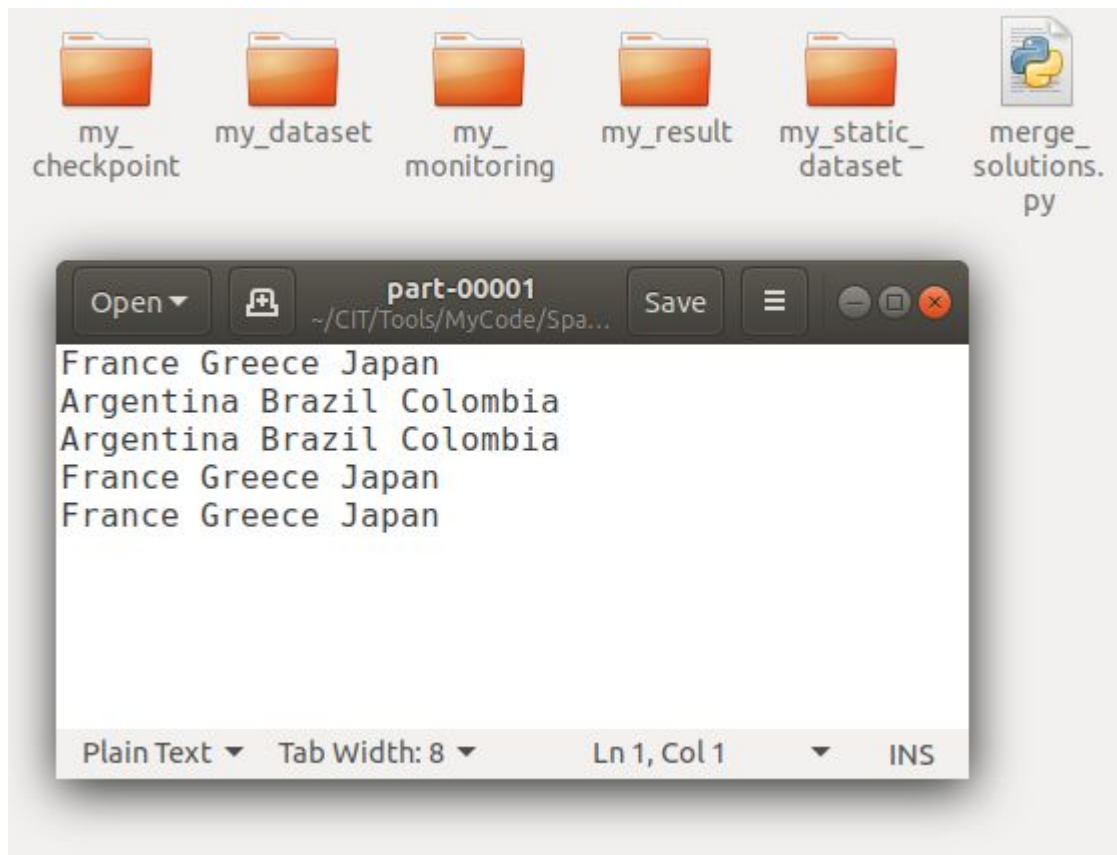 my_
checkpoint
my_dataset
my_
monitoring
my_result
my_static_
dataset
merge_
solutions.
py
Open
part-00001
~/CIT/Tools/MyCode/Spa...
Save
France Greece Japan
Argentina Brazil Colombia
Argentina Brazil Colombia
France Greece Japan
France Greece Japan
Plain Text Tab Width: 8 Ln 1, Col 1 INS